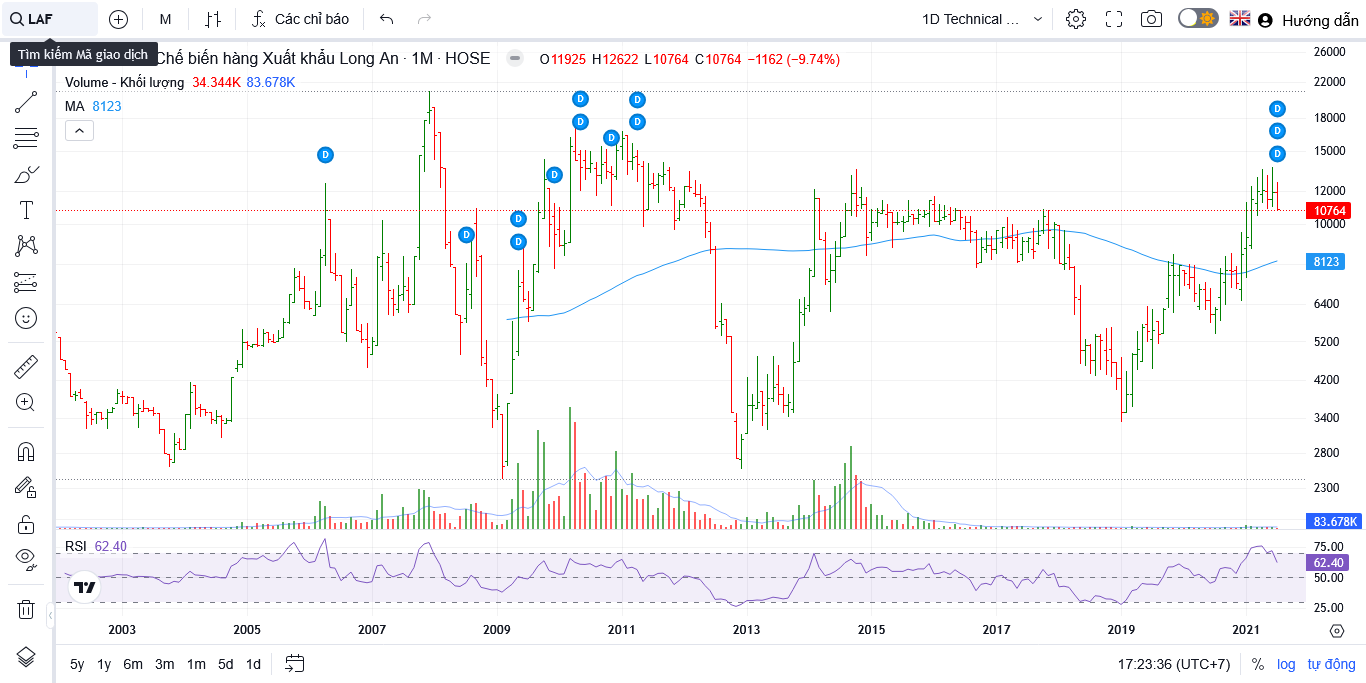 LAF
M
Các chỉ báo
1D Technical ...
Hướng dẫn
Tìm kiếm Mã giao dịch
Chế biến hàng Xuất khẩu Long An · 1M · HOSE
O11925 H12622 L10764 C10764 −1162 (−9.74%)
Volume - Khối lượng 34.344K 83.678K
MA 8123
D
D
D
D
D
D
D
D
D
D
D
D
D
26000
22000
18000
15000
12000
10764
10000
8123
6400
5200
4200
3400
2800
2300
83.678K
RSI 62.40
75.00
62.40
50.00
25.00
2003
2005
2007
2009
2011
2013
2015
2017
2019
2021
5y 1y 6m 3m 1m 5d 1d
17:23:36 (UTC+7)
% log tự động